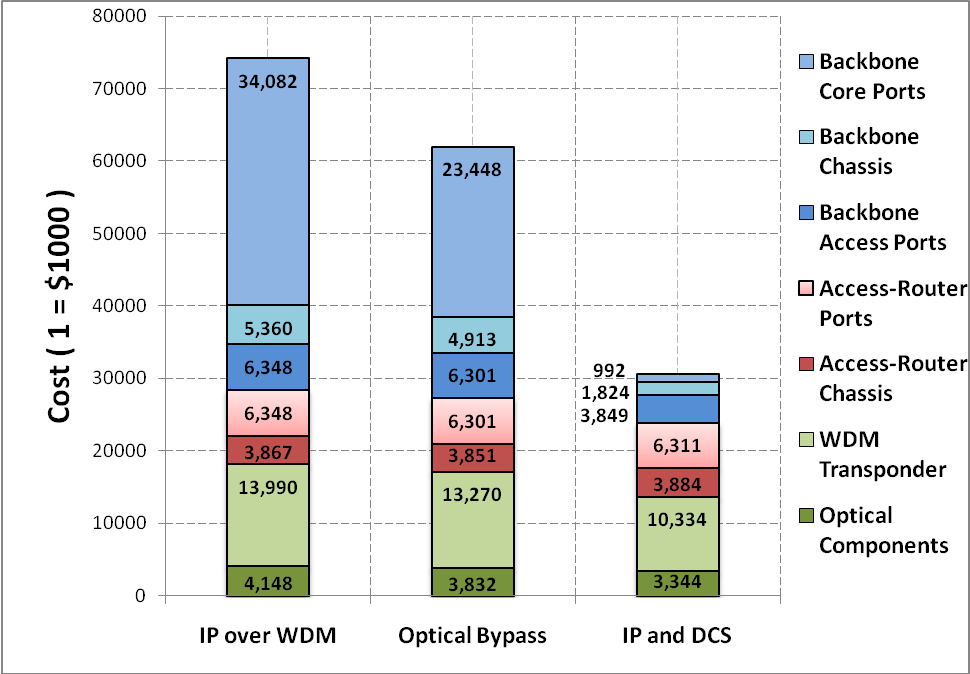 80000
70000
60000
50000
40000
30000
20000
10000
0
Cost ( 1 = $1000 )
34,082
5,360
6,348
6,348
3,867
13,990
4,148
23,448
4,913
6,301
6,301
3,851
13,270
3,832
992
1,824
3,849
6,311
3,884
10,334
3,344
IP over WDM
Optical Bypass
IP and DCS
Backbone
Core Ports
Backbone
Chassis
Backbone
Access Ports
Access-Router
Ports
Access-Router
Chassis
WDM
Transponder
Optical
Components